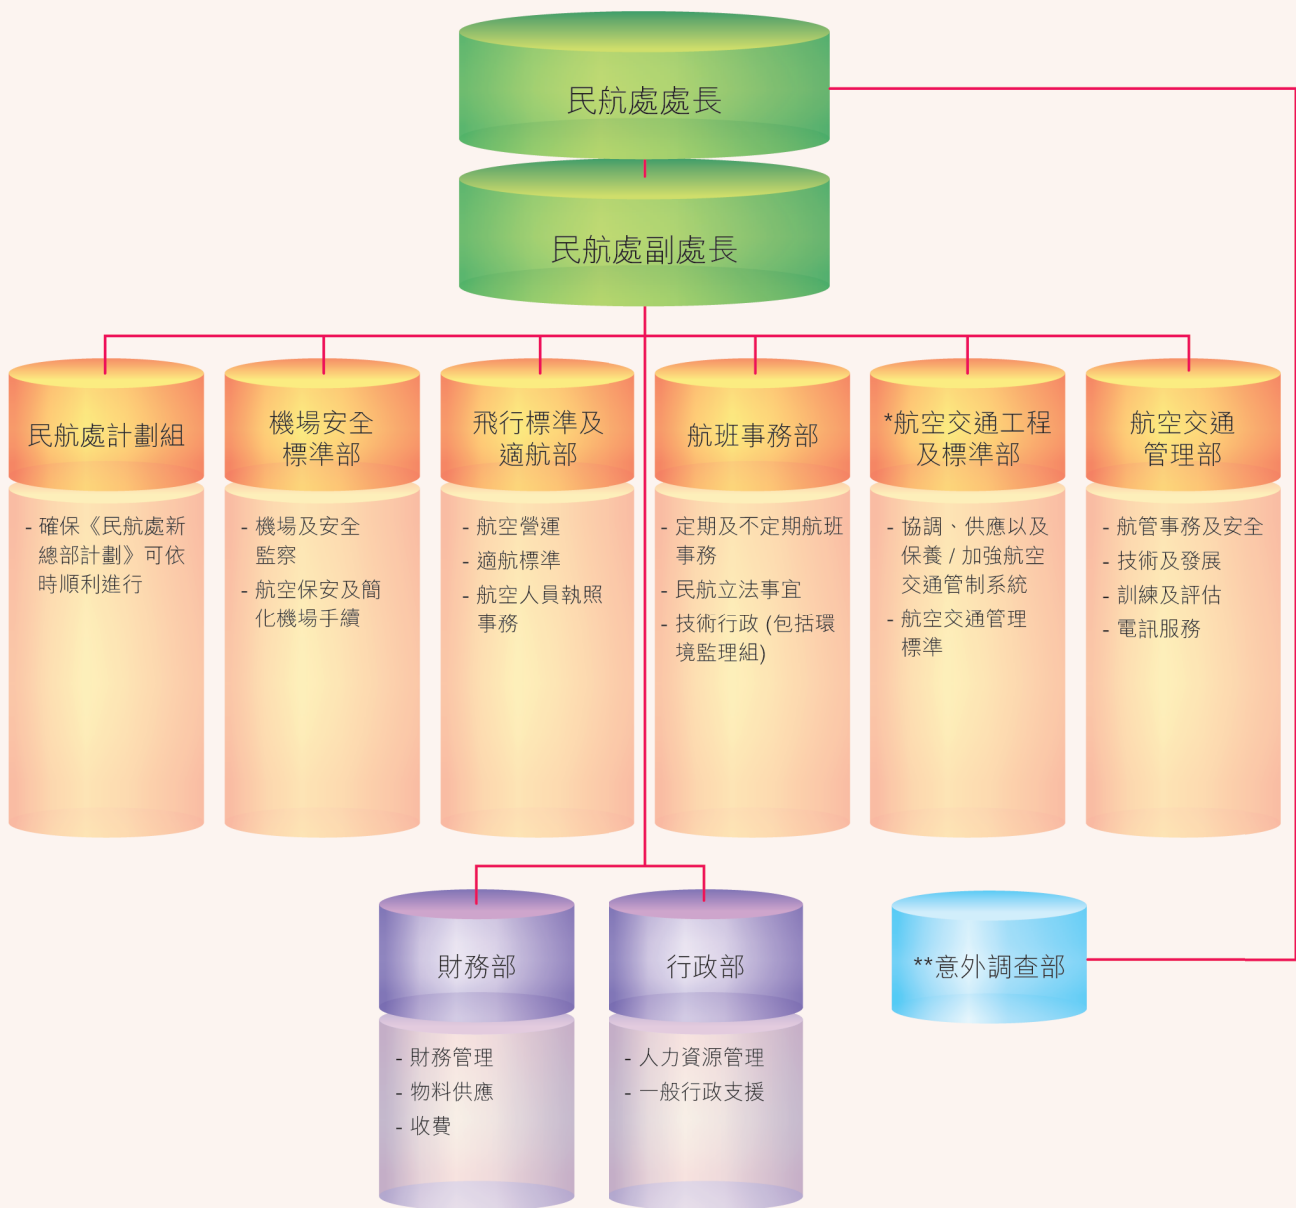 民航處處長
民航處副處長
民航處計劃組
- 確保《民航處新
總部計劃》可依
時順利進行
機場安全
標準部
- 機場及安全
監察
- 航空保安及簡
化機場手續
飛行標準及
適航部
- 航空營運
- 適航標準
- 航空人員執照
事務
航班事務部
- 定期及不定期航班
事務
- 民航立法事宜
- 技術行政 (包括環
境監理組)
*航空交通工程
及標準部
- 協調、供應以及
保養 / 加強航空
交通管制系統
- 航空交通管理
標準
航空交通
管理部
- 航管事務及安全
- 技術及發展
- 訓練及評估
- 電訊服務
財務部
- 財務管理
- 物料供應
- 收費
行政部
- 人力資源管理
- 一般行政支援
**意外調查部